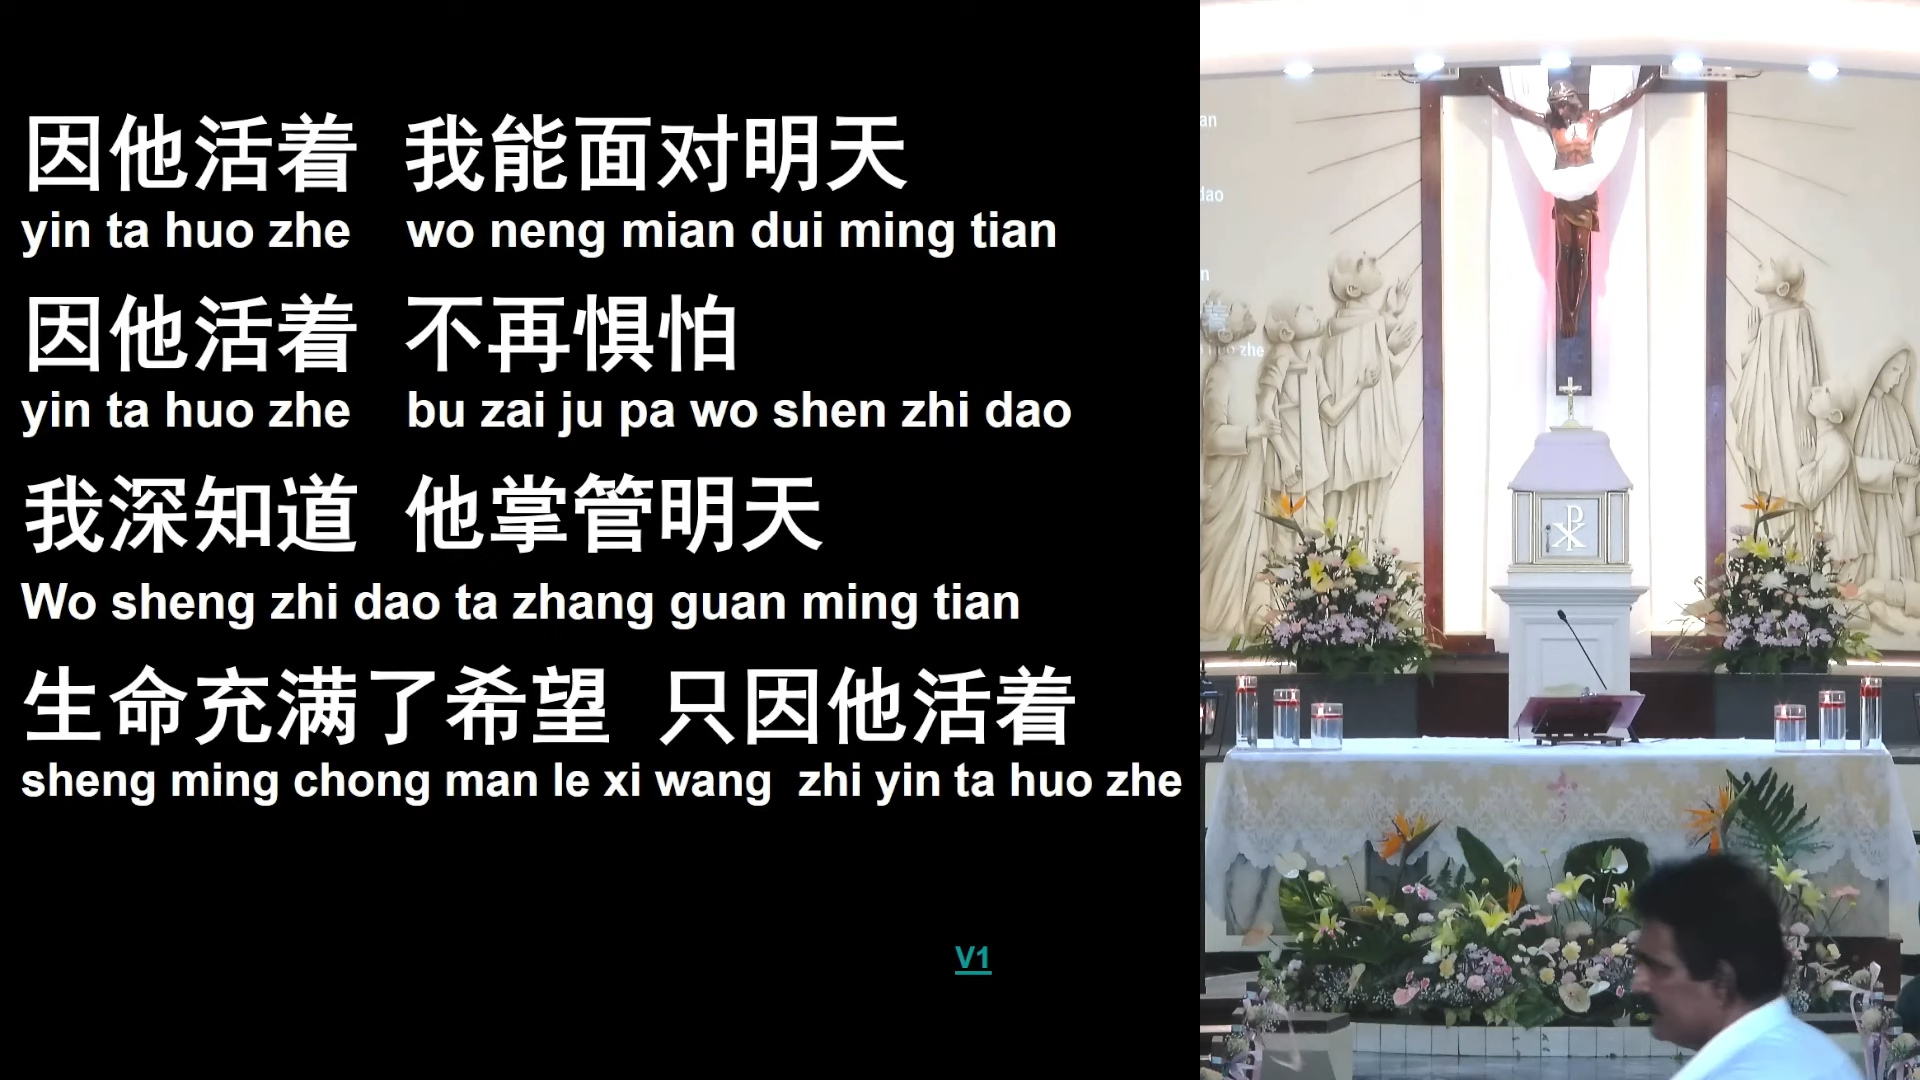 因他活着 我能面对明天
yin ta huo zhe wo neng mian dui ming tian
因他活着 不再惧怕
yin ta huo zhe bu zai ju pa wo shen zhi dao
我深知道 他掌管明天
Wo sheng zhi dao ta zhang guan ming tian
生命充满了希望 只因他活着
sheng ming chong man le xi wang zhi yin ta huo zhe
V1
an
dao
n
huo zhe